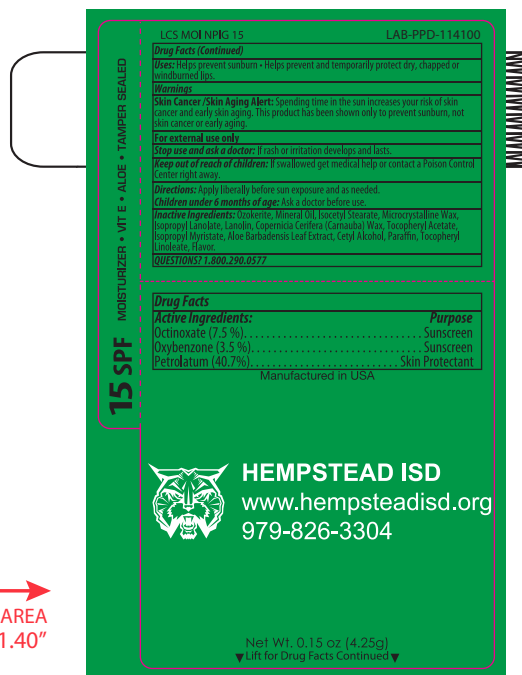 LCS MOI NPIG 15 LAB-PPD-114100
Drug Facts (Continued)
Uses: Helps prevent sunburn • Helps prevent and temporarily protect dry, chapped or
windburned lips.
Warnings
Skin Cancer /Skin Aging Alert: Spending time in the sun increases your risk of skin
cancer and early skin aging. This product has been shown only to prevent sunburn, not
skin cancer or early aging.
For external use only
Stop use and ask a doctor: If rash or irritation develops and lasts.
Keep out of reach of children: If swallowed get medical help or contact a Poison Control
Center right away.
Directions: Apply liberally before sun exposure and as needed.
Children under 6 months of age: Ask a doctor before use.
Inactive Ingredients: Ozokerite, Mineral Oil, Isocetyl Stearate, Microcrystalline Wax,
Isopropyl Lanolate, Lanolin, Copernicia Cerifera (Carnauba) Wax, Tocopheryl Acetate,
Isopropyl Myristate, Aloe Barbadensis Leaf Extract, Cetyl Alcohol, Paraffin, Tocopheryl
Linoleate, Flavor.
QUESTIONS? 1.800.290.0577
15 SPF MOISTURIZER • VIT E • ALOE • TAMPER SEALED
Drug Facts
Active Ingredients: Purpose
Octinoxate (7.5 %)................................Sunscreen
Oxybenzone (3.5 %)...............................Sunscreen
Petrolatum (40.7%)...........................Skin Protectant
Manufactured in USA
HEMPSTEAD ISD
www.hempsteadisd.org
979-826-3304
AREA
1.40”
Net Wt. 0.15 oz (4.25g)
▼Lift for Drug Facts Continued▼